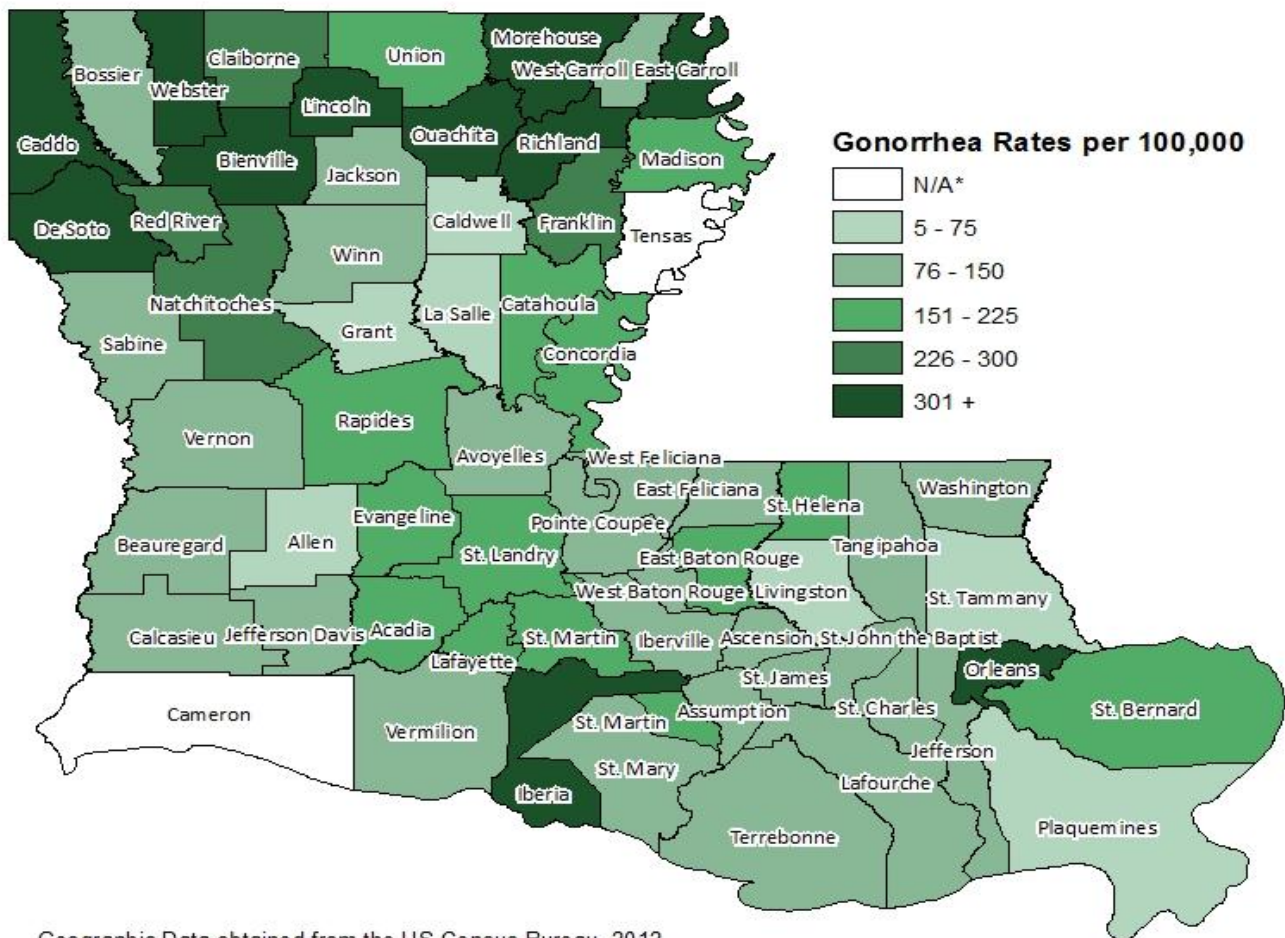 Bossier
Claiborne
Union
Morehouse
West Carroll
East Carroll
Webster
Lincoln
Caddo
Ouachita
Richland
Madison
Bienville
Jackson
De Soto
Red River
Caldwell
Franklin
Tensas
Winn
Natchitoches
La Salle
Catahoula
Grant
Sabine
Concordia
Rapides
Vernon
Avoyelles
West Feliciana
East Feliciana
Washington
St. Helena
Pointe Coupee
Evangeline
Beauregard
Allen
St. Landry
Tangipahoa
East Baton Rouge
West Baton Rouge
Livingston
St. Tammany
Calcasieu
Jefferson Davis
Acadia
St. Martin
Iberville
Ascension
St. John the Baptist
Lafayette
Orleans
St. James
Cameron
Vermilion
St. Martin
Assumption
St. Charles
St. Bernard
Jefferson
St. Mary
Lafourche
Iberia
Terrebonne
Plaquemines
Gonorrhea Rates per 100,000
N/A*
5 - 75
76 - 150
151 - 225
226 - 300
301 +
Geographic Data obtained from the US Census Bureau, 2012